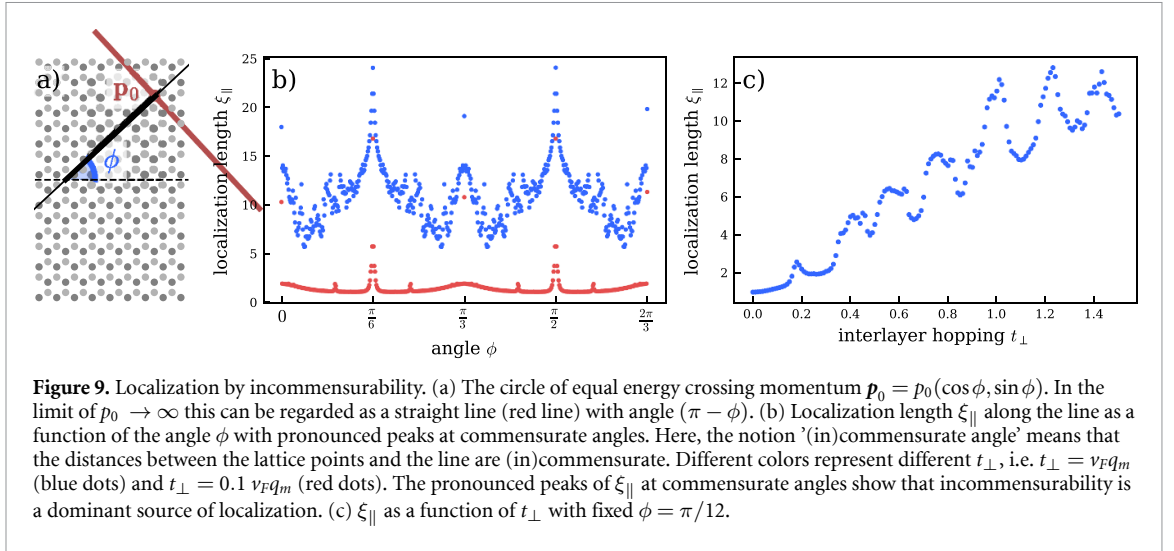 a)
p₀
ϕ
b)
localization length ξ∥
25
20
15
10
5
0
0
π/6
π/3
π/2
2π/3
angle ϕ
c)
localization length ξ∥
12
10
8
6
4
2
0.0 0.2 0.4 0.6 0.8 1.0 1.2 1.4
interlayer hopping t⊥
Figure 9. Localization by incommensurability. (a) The circle of equal energy crossing momentum p₀ = p₀(cos ϕ, sin ϕ). In the
limit of p₀ → ∞ this can be regarded as a straight line (red line) with angle (π − ϕ). (b) Localization length ξ∥ along the line as a
function of the angle ϕ with pronounced peaks at commensurate angles. Here, the notion '(in)commensurate angle' means that
the distances between the lattice points and the line are (in)commensurate. Different colors represent different t⊥, i.e. t⊥ = vFqm
(blue dots) and t⊥ = 0.1 vFqm (red dots). The pronounced peaks of ξ∥ at commensurate angles show that incommensurability is
a dominant source of localization. (c) ξ∥ as a function of t⊥ with fixed ϕ = π/12.